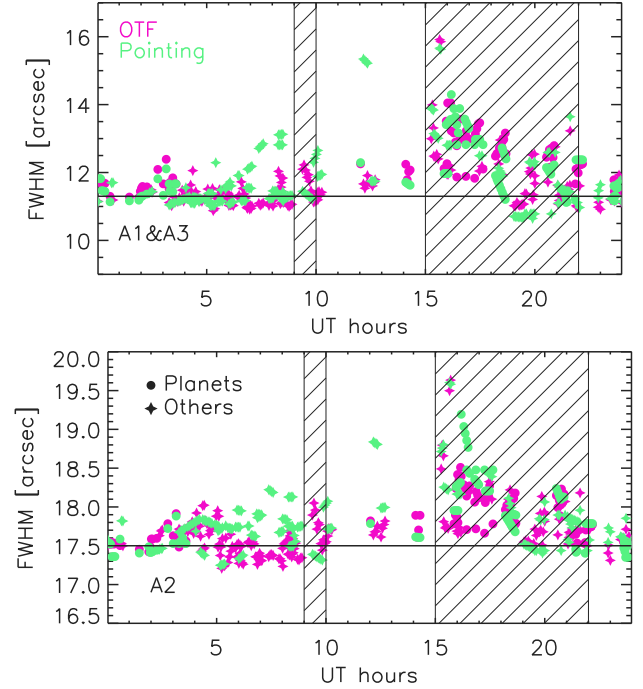 OTF
Pointing
16
14
12
10
FWHM [arcsec]
A1&A3
5 10 15 20
UT hours
20.0
19.5
19.0
18.5
18.0
17.5
17.0
16.5
FWHM [arcsec]
Planets
Others
A2
5 10 15 20
UT hours